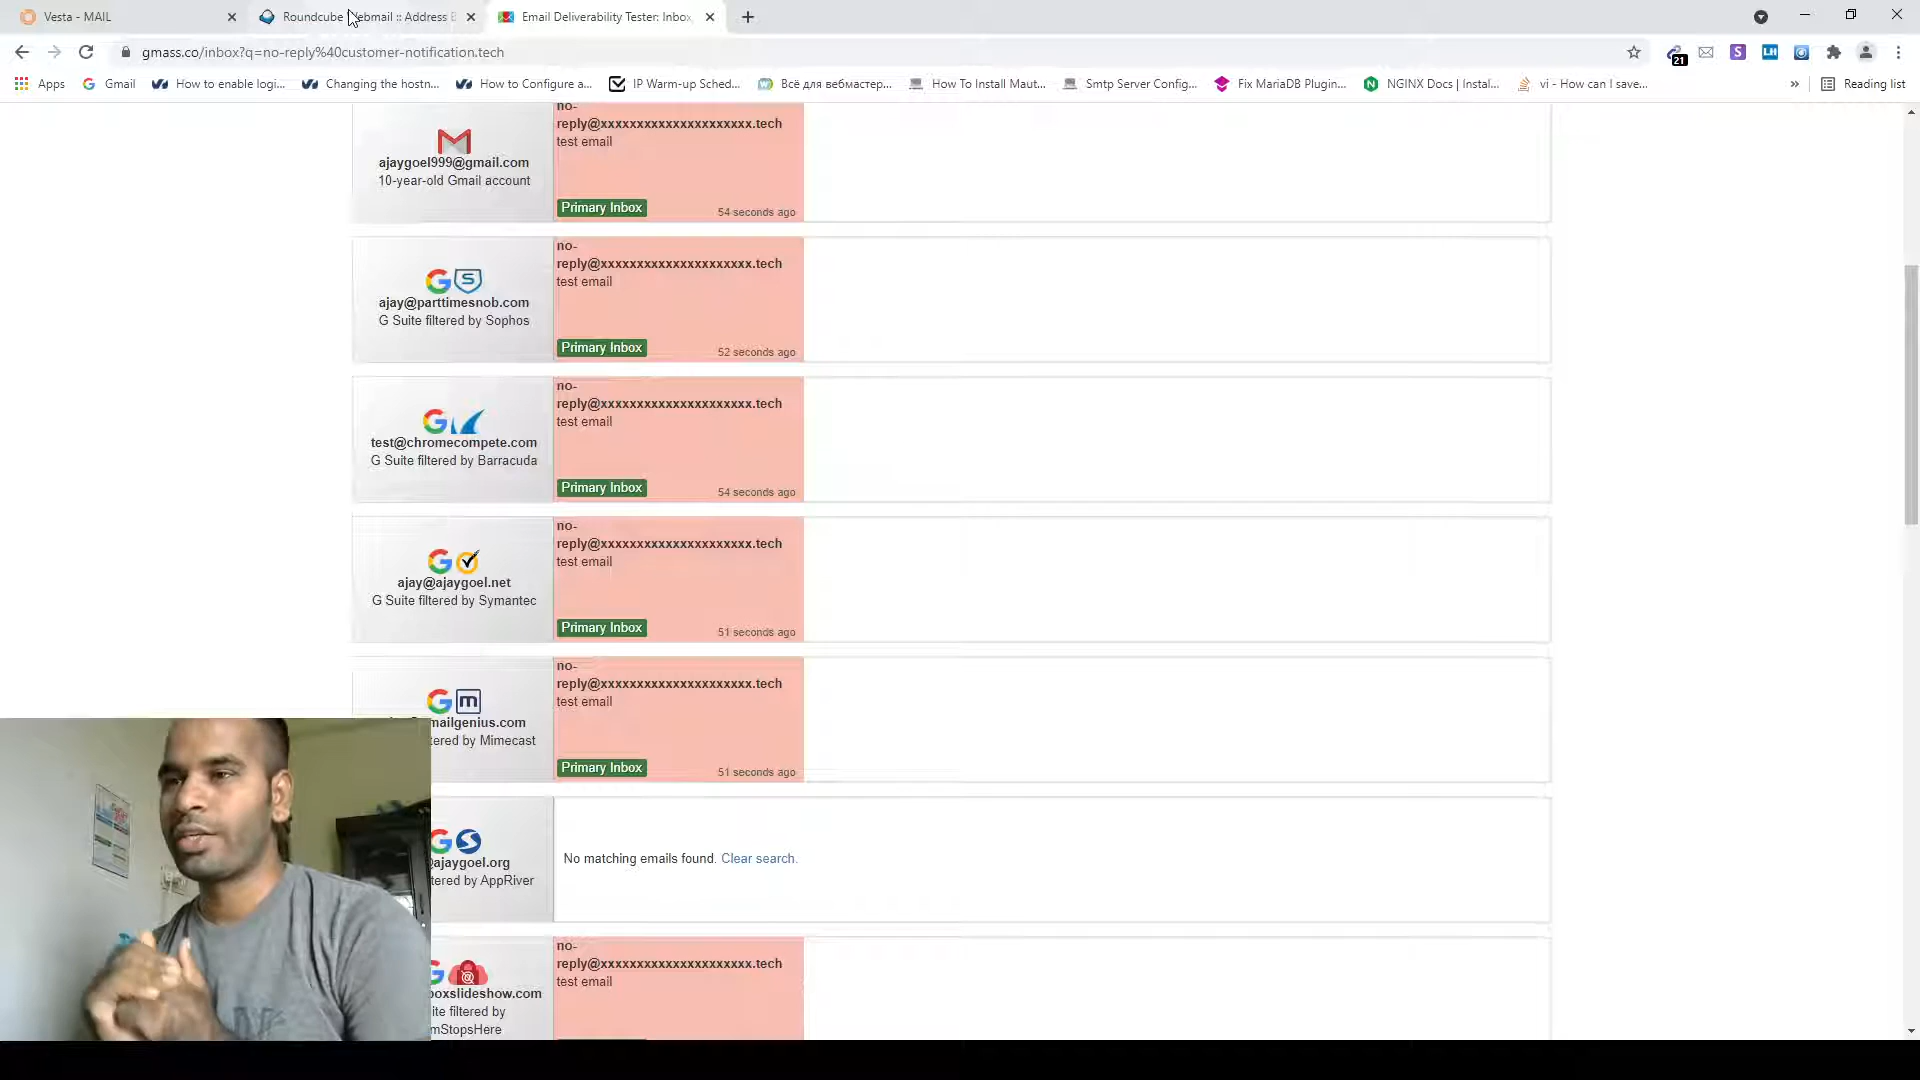 Vesta - MAIL
Roundcube Webmail :: Address B
Email Deliverability Tester: Inbox
gmass.co/inbox?q=no-reply%40customer-notification.tech
21
Apps
Gmail
How to enable logi...
Changing the hostn...
How to Configure a...
IP Warm-up Sched...
Всё для вебмастер...
How To Install Maut...
Smtp Server Config...
Fix MariaDB Plugin...
NGINX Docs | Instal...
vi - How can I save...
»
Reading list
ajaygoel999@gmail.com
10-year-old Gmail account
no-
reply@xxxxxxxxxxxxxxxxxxxxx.tech
test email
Primary Inbox
54 seconds ago
ajay@parttimesnob.com
G Suite filtered by Sophos
no-
reply@xxxxxxxxxxxxxxxxxxxxx.tech
test email
Primary Inbox
52 seconds ago
test@chromecompete.com
G Suite filtered by Barracuda
no-
reply@xxxxxxxxxxxxxxxxxxxxx.tech
test email
Primary Inbox
54 seconds ago
ajay@ajaygoel.net
G Suite filtered by Symantec
no-
reply@xxxxxxxxxxxxxxxxxxxxx.tech
test email
Primary Inbox
51 seconds ago
mailgenius.com
tered by Mimecast
no-
reply@xxxxxxxxxxxxxxxxxxxxx.tech
test email
Primary Inbox
51 seconds ago
@ajaygoel.org
tered by AppRiver
No matching emails found. Clear search.
boxslideshow.com
ite filtered by
mStopsHere
no-
reply@xxxxxxxxxxxxxxxxxxxxx.tech
test email